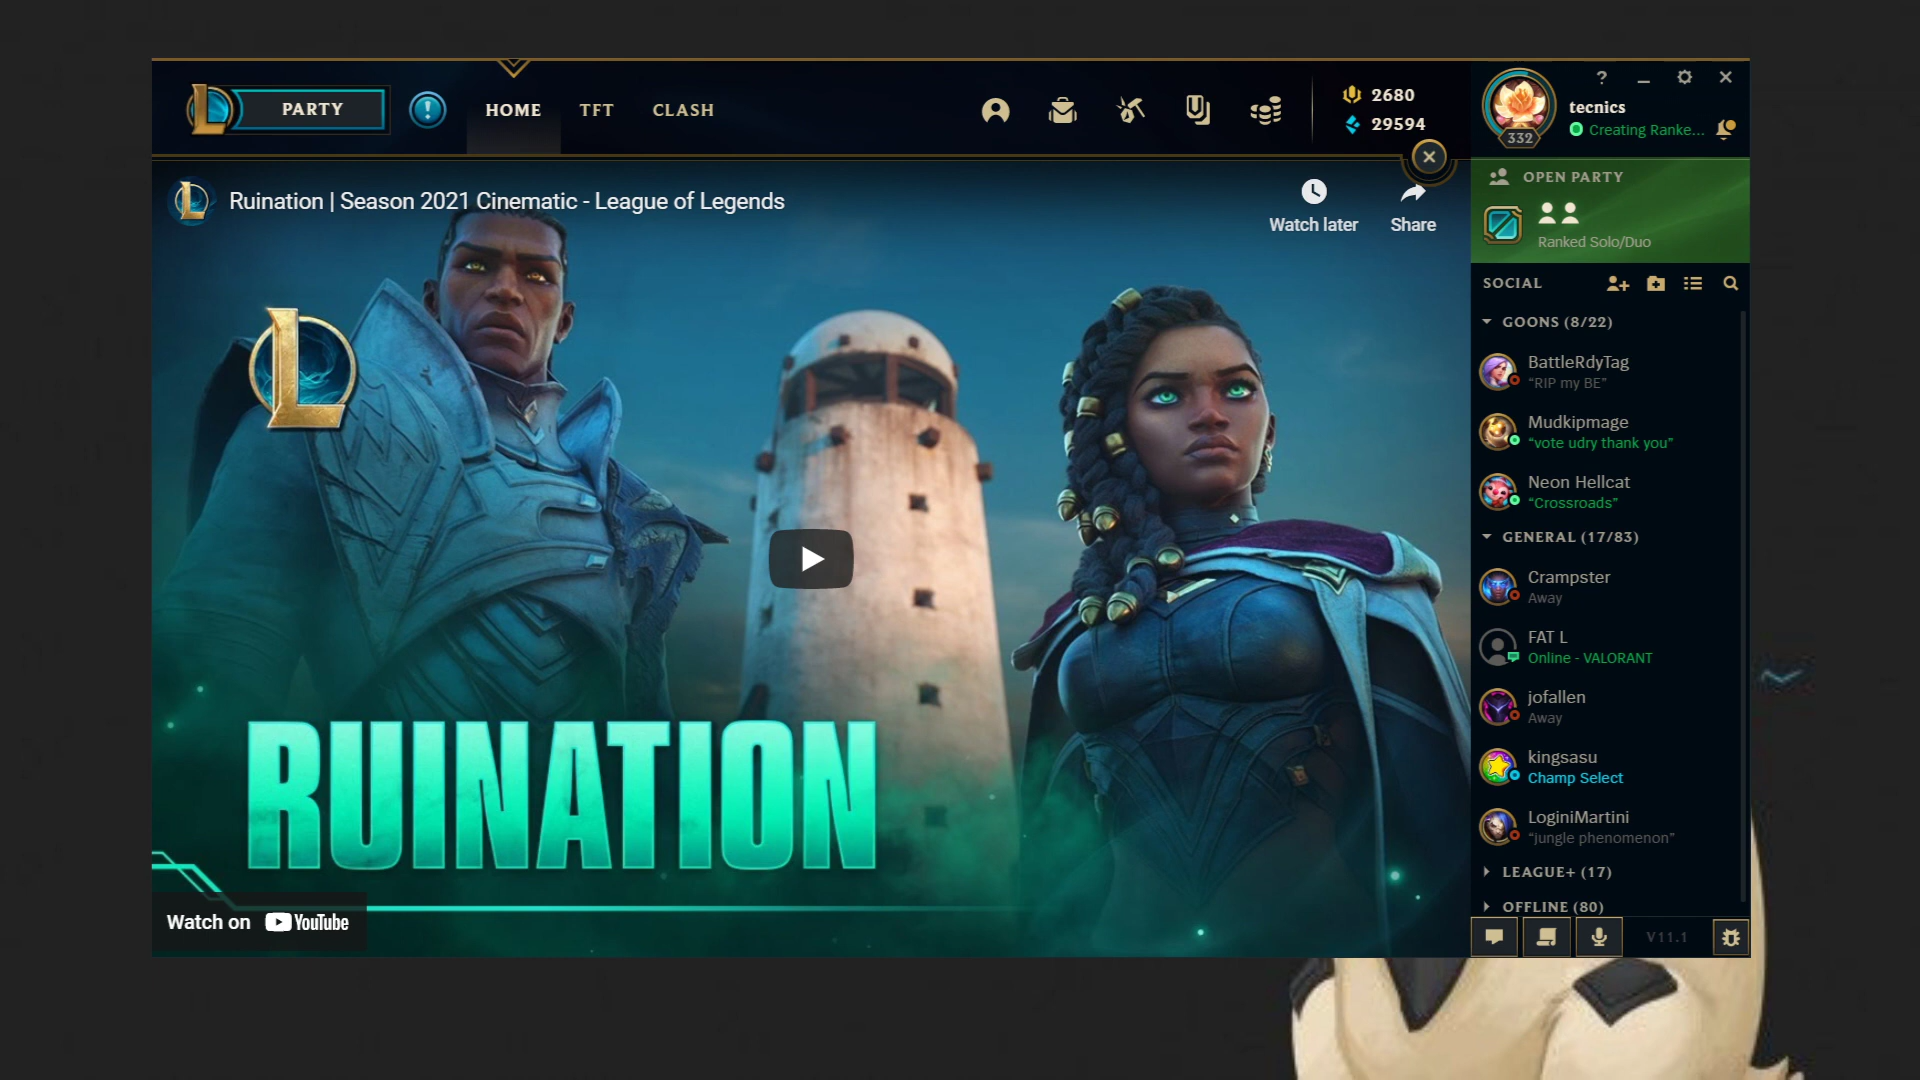 PARTY
HOME
TFT
CLASH
2680
29594
332
?
tecnics
Creating Ranke...
Ruination | Season 2021 Cinematic - League of Legends
Watch later
Share
OPEN PARTY
Ranked Solo/Duo
SOCIAL
GOONS (8/22)
BattleRdyTag
“RIP my BE”
Mudkipmage
“vote udry thank you”
Neon Hellcat
“Crossroads”
GENERAL (17/83)
Crampster
Away
FAT L
Online - VALORANT
jofallen
Away
kingsasu
Champ Select
LoginiMartini
“jungle phenomenon”
LEAGUE+ (17)
OFFLINE (80)
V11.1
RUINATION
Watch on YouTube